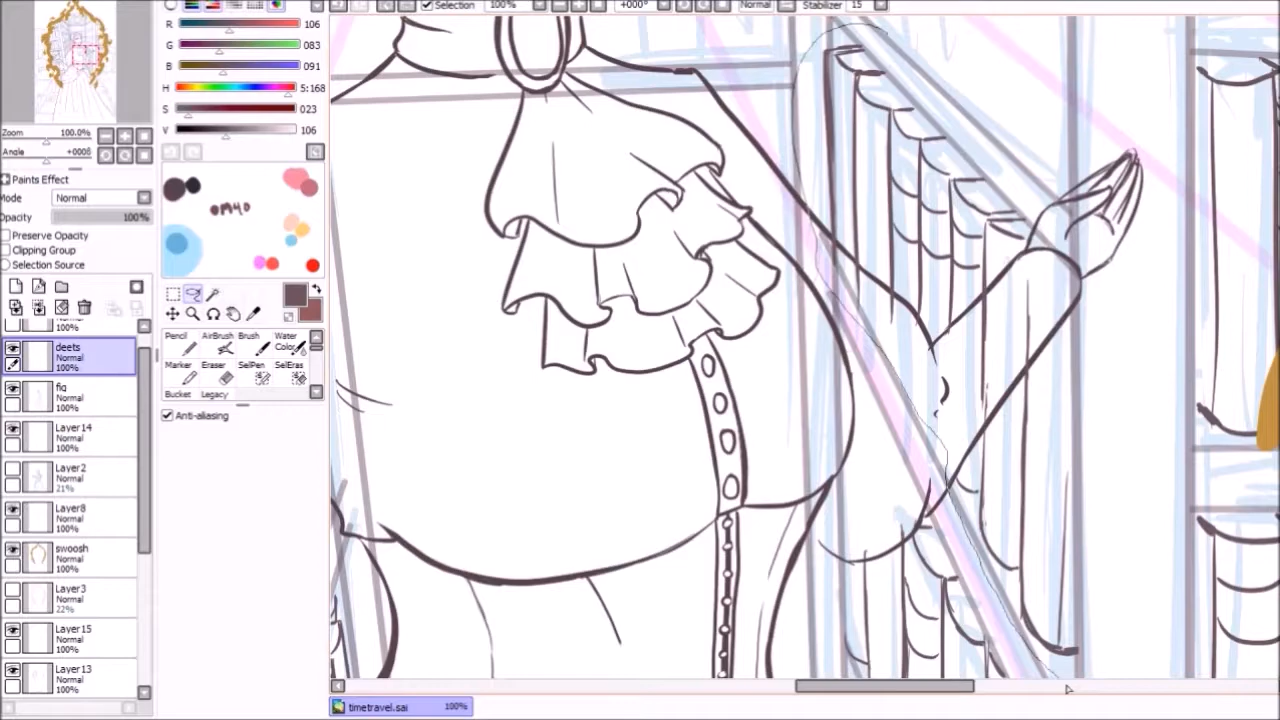 Selection 100% +000° Normal Stabilizer 15
R 106
G 083
B 091
H 5:168
S 023
V 106
Zoom 100.0%
Angle +000°
Paints Effect
Mode Normal
Opacity 100%
Preserve Opacity
Clipping Group
Selection Source
100%
deets
Normal
100%
fig
Normal
100%
Layer14
Normal
100%
Layer2
Normal
21%
Layer8
Normal
100%
swoosh
Normal
100%
Layer3
Normal
22%
Layer15
Normal
100%
Layer13
Normal
100%
Pencil AirBrush Brush Water Color
Marker Eraser SelPen SelEras
Bucket Legacy
Anti-aliasing
timetravel.sai 100%